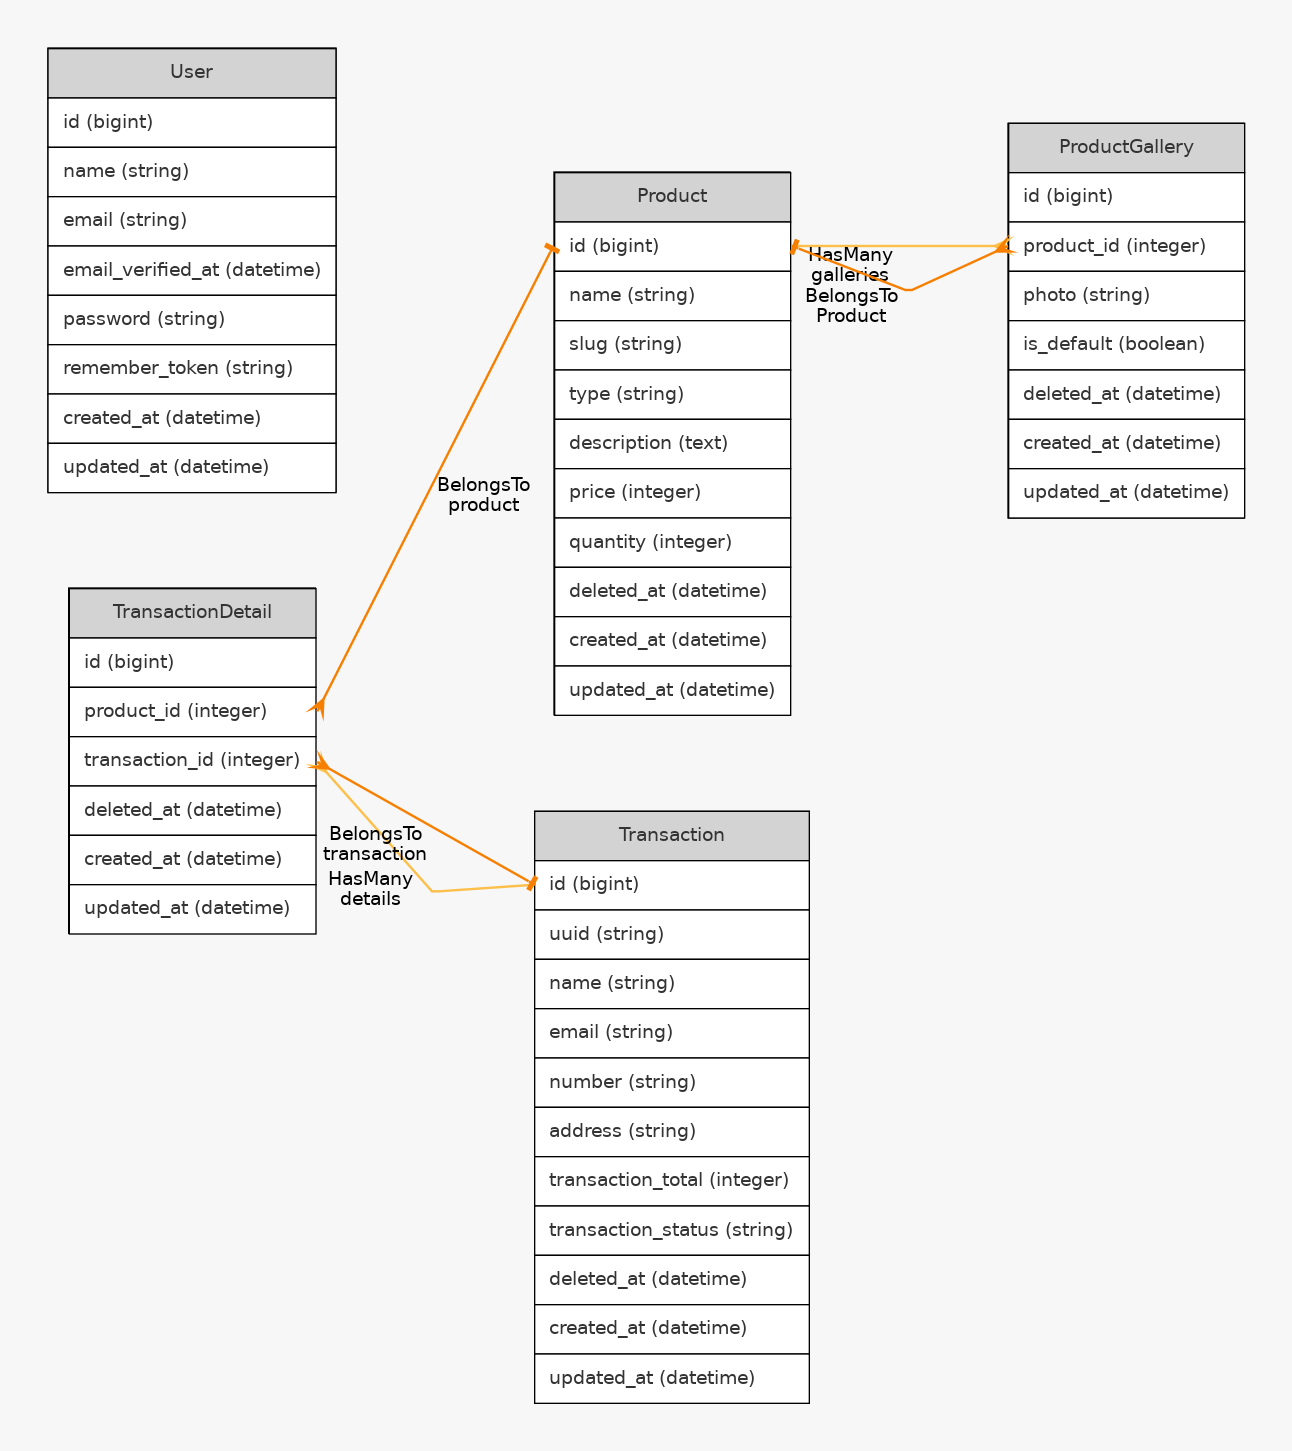 User
id (bigint)
name (string)
email (string)
email_verified_at (datetime)
password (string)
remember_token (string)
created_at (datetime)
updated_at (datetime)
Product
id (bigint)
name (string)
slug (string)
type (string)
description (text)
price (integer)
quantity (integer)
deleted_at (datetime)
created_at (datetime)
updated_at (datetime)
HasMany
galleries
BelongsTo
Product
ProductGallery
id (bigint)
product_id (integer)
photo (string)
is_default (boolean)
deleted_at (datetime)
created_at (datetime)
updated_at (datetime)
BelongsTo
product
TransactionDetail
id (bigint)
product_id (integer)
transaction_id (integer)
deleted_at (datetime)
created_at (datetime)
updated_at (datetime)
BelongsTo
transaction
HasMany
details
Transaction
id (bigint)
uuid (string)
name (string)
email (string)
number (string)
address (string)
transaction_total (integer)
transaction_status (string)
deleted_at (datetime)
created_at (datetime)
updated_at (datetime)